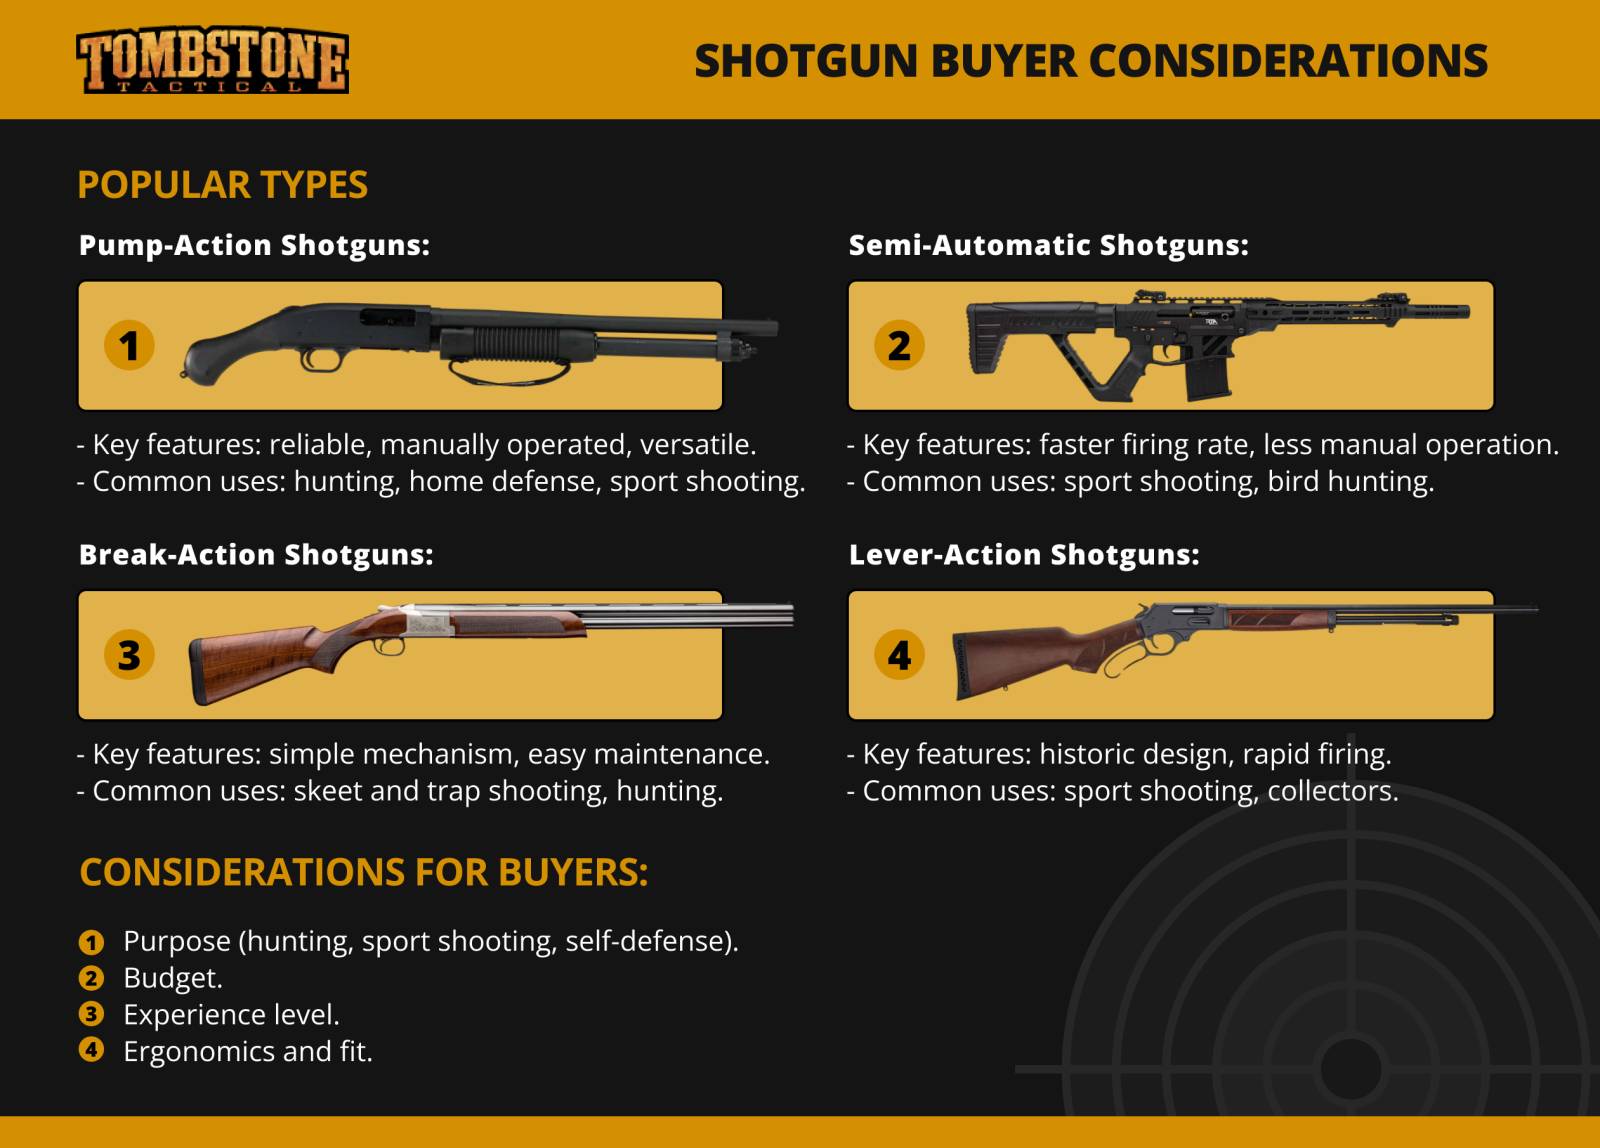 TOMBSTONE
TACTICAL
SHOTGUN BUYER CONSIDERATIONS
POPULAR TYPES
Pump-Action Shotguns:
1
- Key features: reliable, manually operated, versatile.
- Common uses: hunting, home defense, sport shooting.
Semi-Automatic Shotguns:
2
- Key features: faster firing rate, less manual operation.
- Common uses: sport shooting, bird hunting.
Break-Action Shotguns:
3
- Key features: simple mechanism, easy maintenance.
- Common uses: skeet and trap shooting, hunting.
Lever-Action Shotguns:
4
- Key features: historic design, rapid firing.
- Common uses: sport shooting, collectors.
CONSIDERATIONS FOR BUYERS:
1 Purpose (hunting, sport shooting, self-defense).
2 Budget.
3 Experience level.
4 Ergonomics and fit.